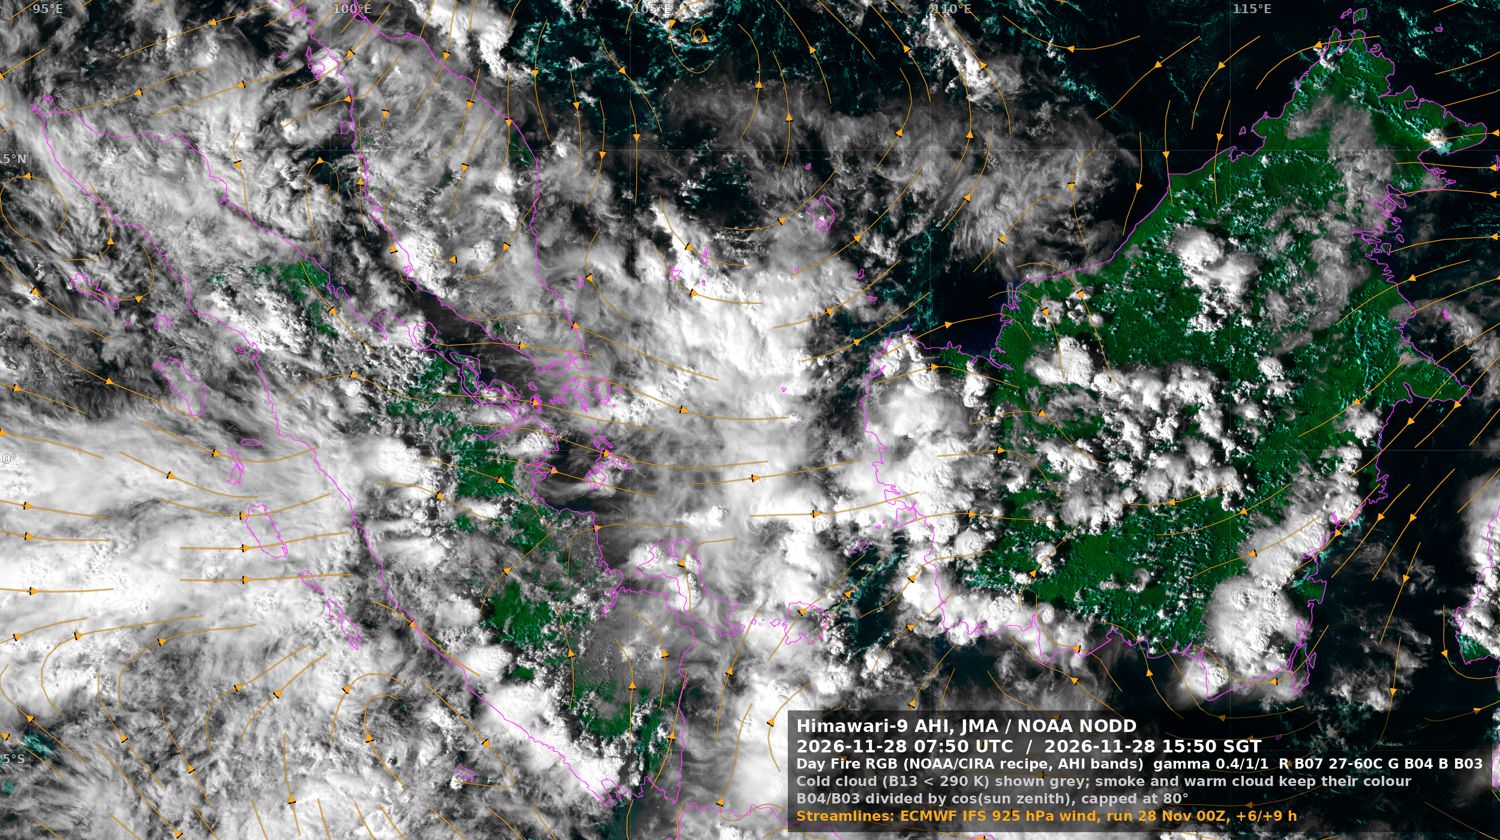 95°E
100°E
105°E
110°E
115°E
5°N
0°
5°S
Himawari-9 AHI, JMA / NOAA NODD
2026-11-28 07:50 UTC / 2026-11-28 15:50 SGT
Day Fire RGB (NOAA/CIRA recipe, AHI bands) gamma 0.4/1/1 R B07 27-60C G B04 B B03
Cold cloud (B13 < 290 K) shown grey; smoke and warm cloud keep their colour
B04/B03 divided by cos(sun zenith), capped at 80°
Streamlines: ECMWF IFS 925 hPa wind, run 28 Nov 00Z, +6/+9 h